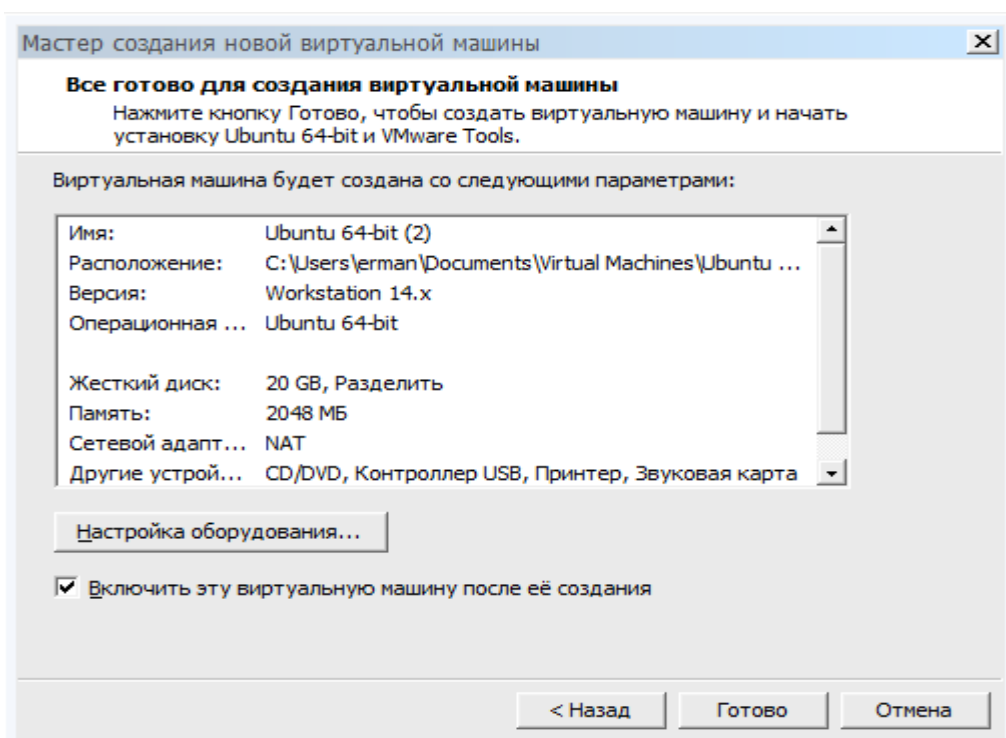 Мастер создания новой виртуальной машины
Все готово для создания виртуальной машины
Нажмите кнопку Готово, чтобы создать виртуальную машину и начать
установку Ubuntu 64-bit и VMware Tools.
Виртуальная машина будет создана со следующими параметрами:
Имя: Ubuntu 64-bit (2)
Расположение: C:\Users\erman\Documents\Virtual Machines\Ubuntu ...
Версия: Workstation 14.x
Операционная ... Ubuntu 64-bit
Жесткий диск: 20 GB, Разделить
Память: 2048 МБ
Сетевой адапт... NAT
Другие устрой... CD/DVD, Контроллер USB, Принтер, Звуковая карта
Настройка оборудования...
Включить эту виртуальную машину после её создания
< Назад Готово Отмена